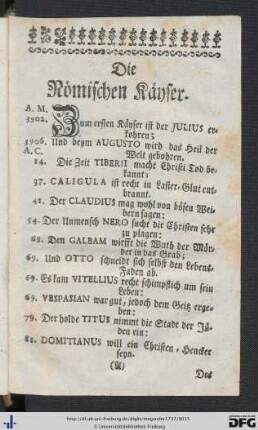 Die
Römischen Käyser.
A. M.
3902. Zum ersten Käyser ist der JULIUS er-
kohren;
3906. Und beym AUGUSTO wird das Heil der
A. C. Welt gebohren.
14. Die Zeit TIBERII macht Christi Tod be-
kannt;
37. CALIGULA ist recht in Laster-Glut ent-
brannt.
41. Der CLAUDIUS mag wohl von bösen Wei-
bern sagen:
54. Der Unmensch NERO sucht die Christen sehr
zu plagen:
68. Den GALBAM wirfft die Wuth der Mör-
der in das Grab;
69. Und OTTO schneidt sich selbst den Lebens-
Faden ab.
69. Es kam VITELLIUS recht schimpflich um sein
Leben:
69. VESPASIAN war gut, jedoch dem Geitz erge-
ben:
79. Der holde TITUS nimmt die Stadt der Jü-
den ein:
81. DOMITIANUS will ein Christen-Hencker
seyn.
(A) Des
© Universitätsbibliothek Freiburg
gefördert durch die
DFG